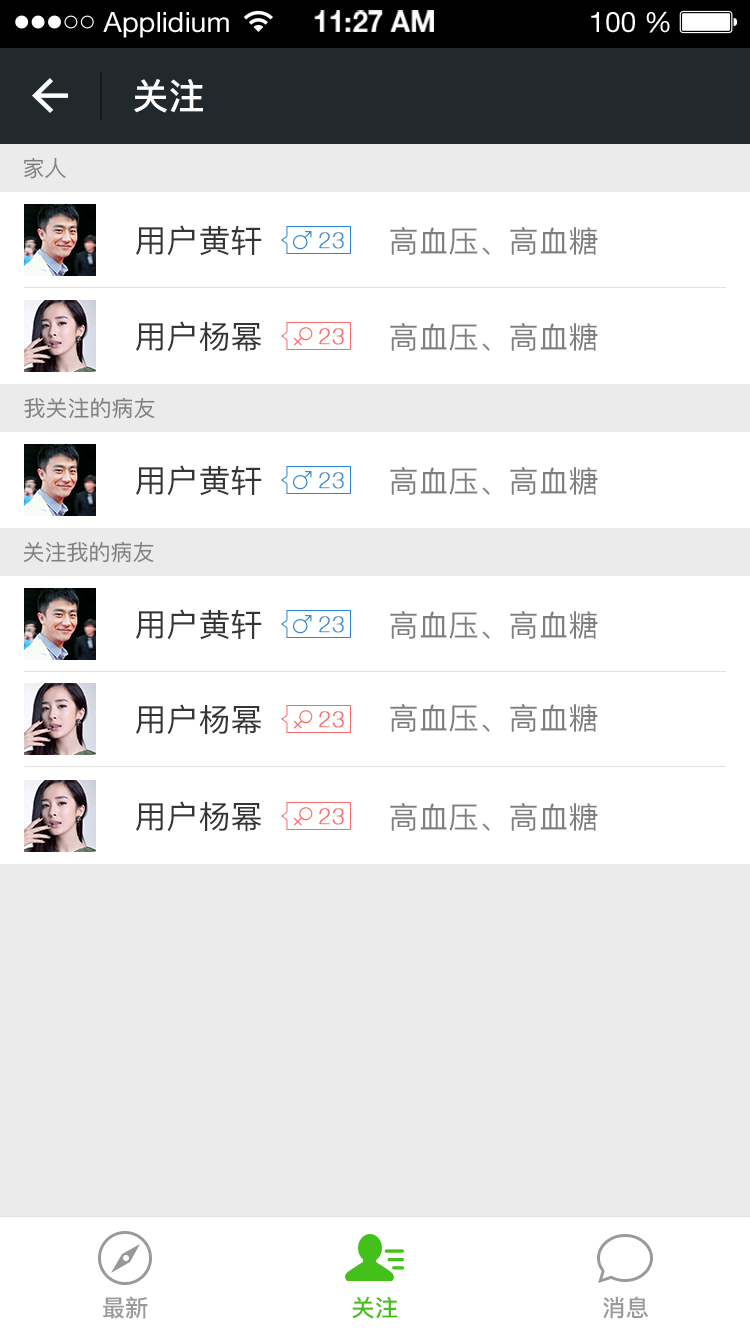 Applidium 11:27 AM 100 %
关注
家人
用户黄轩 23 高血压、高血糖
用户杨幂 23 高血压、高血糖
我关注的病友
用户黄轩 23 高血压、高血糖
关注我的病友
用户黄轩 23 高血压、高血糖
用户杨幂 23 高血压、高血糖
用户杨幂 23 高血压、高血糖
最新 关注 消息